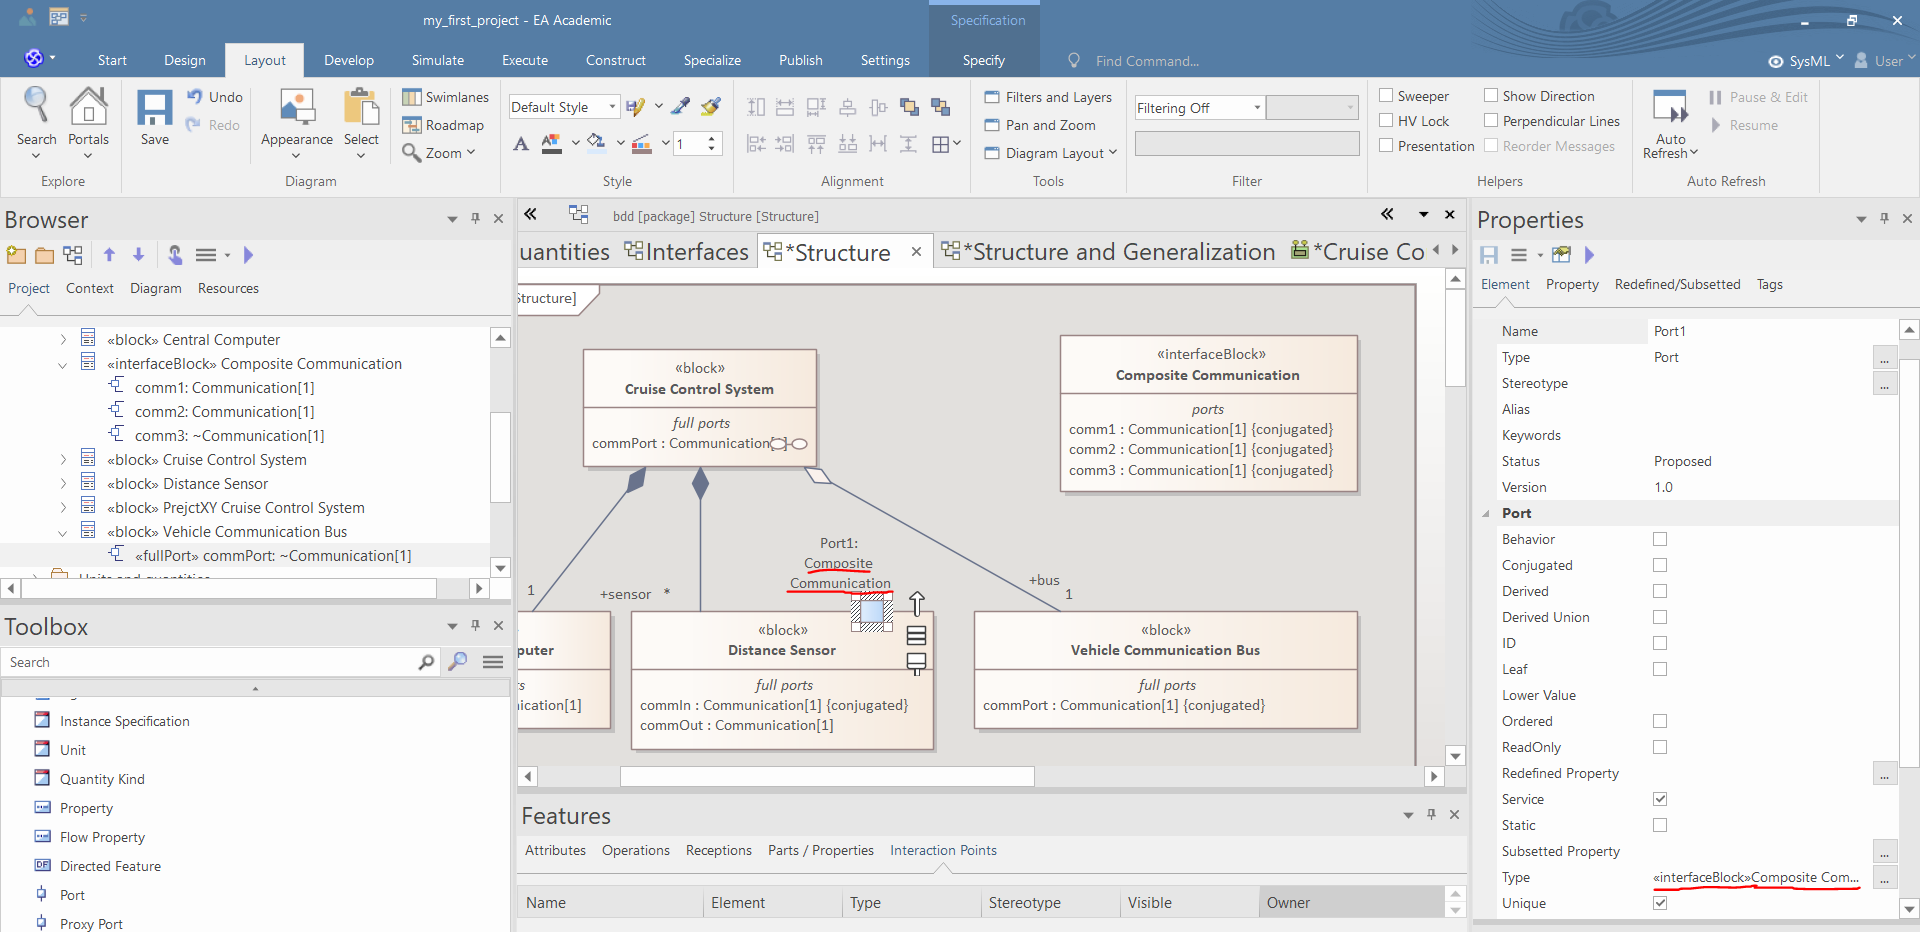 my_first_project - EA Academic
Specification
Start
Design
Layout
Develop
Simulate
Execute
Construct
Specialize
Publish
Settings
Specify
Find Command...
SysML
User
Search
Portals
Explore
Save
Undo
Redo
Appearance
Select
Swimlanes
Roadmap
Zoom
Diagram
Default Style
1
Style
Alignment
Filters and Layers
Pan and Zoom
Diagram Layout
Tools
Filtering Off
Filter
Sweeper
HV Lock
Presentation
Show Direction
Perpendicular Lines
Reorder Messages
Helpers
Auto
Refresh
Pause & Edit
Resume
Auto Refresh
Browser
Project
Context
Diagram
Resources
«block» Central Computer
«interfaceBlock» Composite Communication
comm1: Communication[1]
comm2: Communication[1]
comm3: ~Communication[1]
«block» Cruise Control System
«block» Distance Sensor
«block» PrejctXY Cruise Control System
«block» Vehicle Communication Bus
«fullPort» commPort: ~Communication[1]
Units and quantities
Toolbox
Search
Instance Specification
Unit
Quantity Kind
Property
Flow Property
DF Directed Feature
Port
Proxy Port
bdd [package] Structure [Structure]
uantities
Interfaces
*Structure
*Structure and Generalization
*Cruise Co
Structure]
«block»
Cruise Control System
full ports
commPort : Communication[1]
«interfaceBlock»
Composite Communication
ports
comm1 : Communication[1] {conjugated}
comm2 : Communication[1] {conjugated}
comm3 : Communication[1] {conjugated}
Port1:
Composite
Communication
1
+sensor
*
+bus
1
puter
ts
nication[1]
«block»
Distance Sensor
full ports
commIn : Communication[1] {conjugated}
commOut : Communication[1]
«block»
Vehicle Communication Bus
full ports
commPort : Communication[1] {conjugated}
Features
Attributes
Operations
Receptions
Parts / Properties
Interaction Points
Name
Element
Type
Stereotype
Visible
Owner
Properties
Element
Property
Redefined/Subsetted
Tags
Name Port1
Type Port
...
Stereotype
...
Alias
Keywords
Status Proposed
Version 1.0
Port
Behavior
Conjugated
Derived
Derived Union
ID
Leaf
Lower Value
Ordered
ReadOnly
Redefined Property
...
Service
Static
Subsetted Property
...
Type «interfaceBlock»Composite Com...
...
Unique